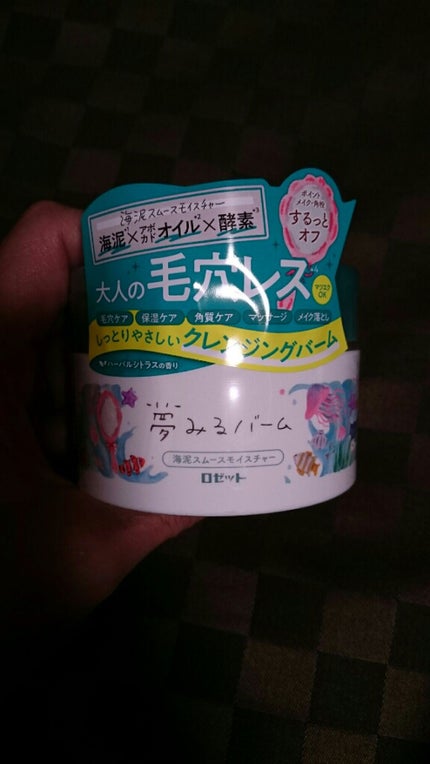 海泥スムースモイスチャー
海泥*1×アボカドオイル*2×酵素*3
ポイント
メイク・角栓
するっと
オフ
大人の毛穴レス*4
マツエク
OK
毛穴ケア 保湿ケア 角質ケア マッサージ メイク落とし
しっとりやさしいクレンジングバーム
ハーバルシトラスの香り
夢みるバーム
海泥スムースモイスチャー
ロゼット